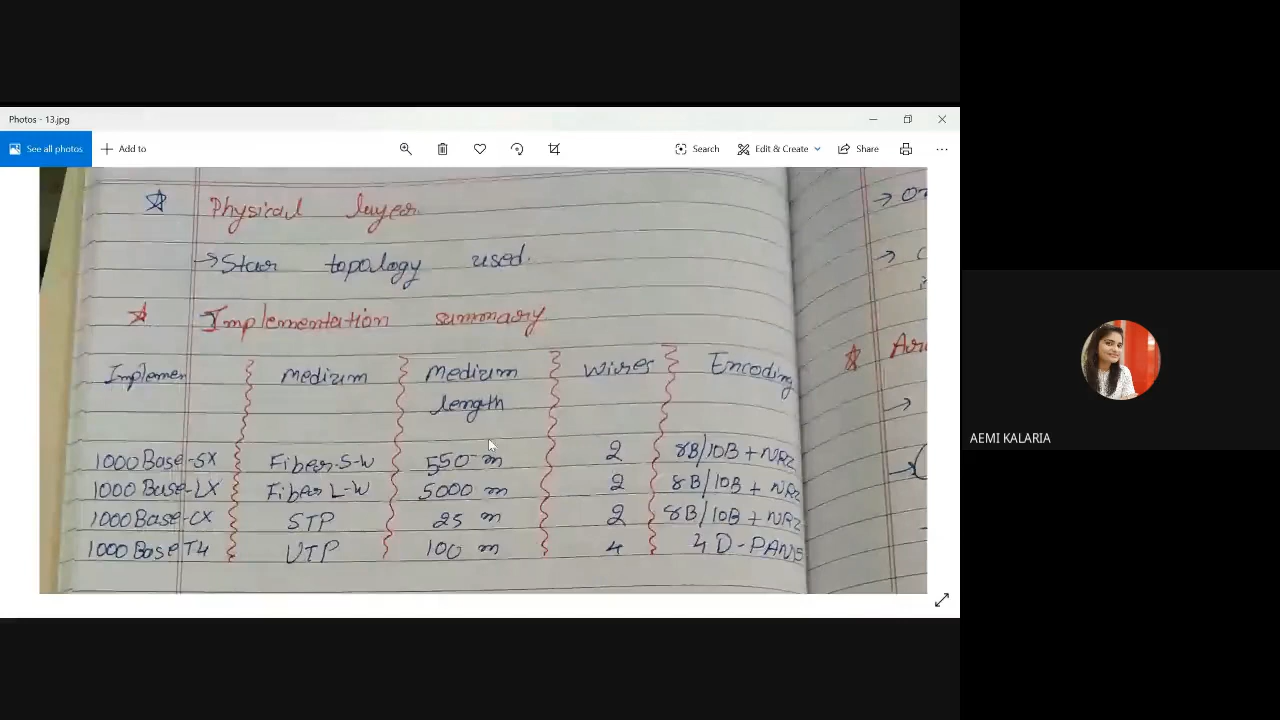 Photos - 13.jpg
See all photos
Add to
Search
Edit & Create
Share
Physical layer
→ Star topology used.
Implementation summary
Implemen Medium Medium length Wires Encoding
1000Base-SX Fiber S-W 550 m 2 8B/10B + NRZ
1000Base-LX Fiber L-W 5000 m 2 8B/10B + NRZ
1000Base-CX STP 25 m 2 8B/10B + NRZ
1000Base T4 UTP 100 m 4 4D-PAM5
AEMI KALARIA